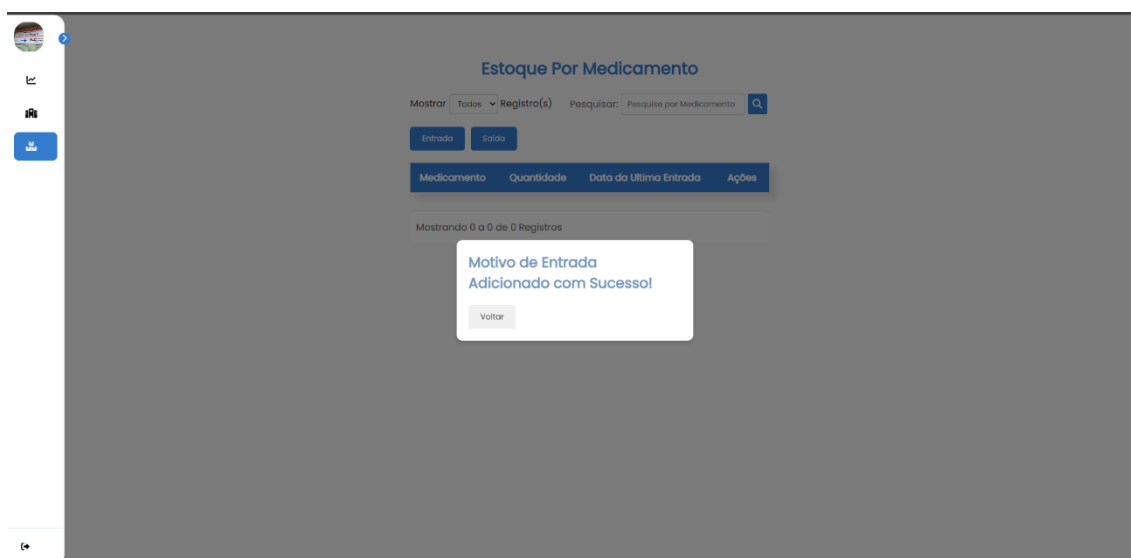 Estoque Por Medicamento
Mostrar Todos Registro(s) Pesquisar: Pesquise por Medicamento
Entrada Saída
Medicamento Quantidade Data da Ultima Entrada Ações
Mostrando 0 a 0 de 0 Registros
Motivo de Entrada
Adicionado com Sucesso!
Voltar